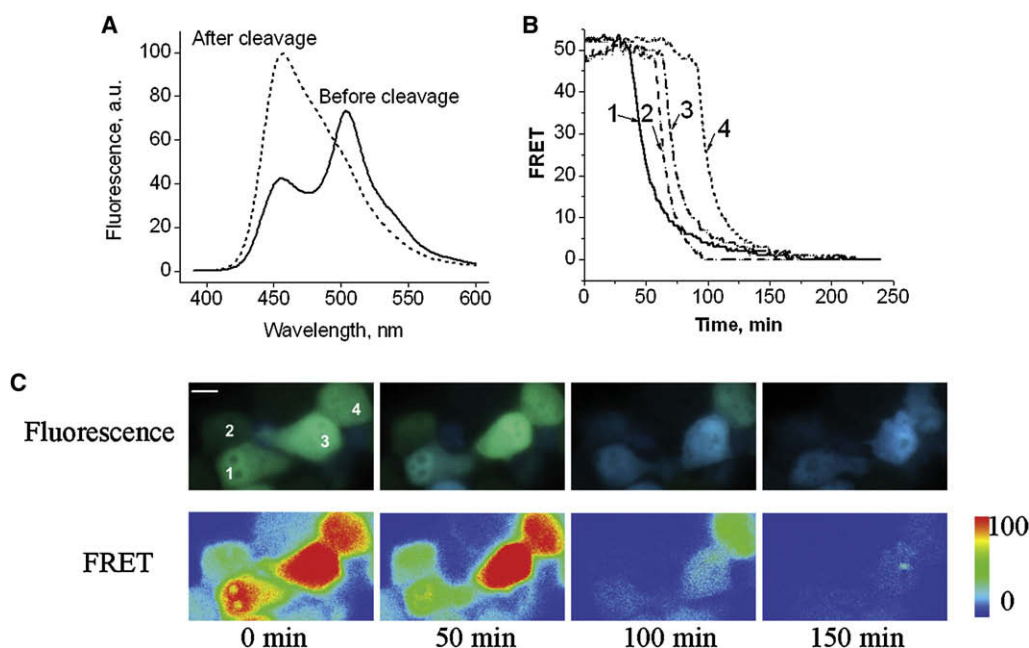 A
After cleavage
Before cleavage
Fluorescence, a.u.
100
80
60
40
20
0
400 450 500 550 600
Wavelength, nm
B
FRET
50
40
30
20
10
0
1 2 3 4
0 50 100 150 200 250
Time, min
C
Fluorescence
2
4
3
1
FRET
100
0
0 min 50 min 100 min 150 min